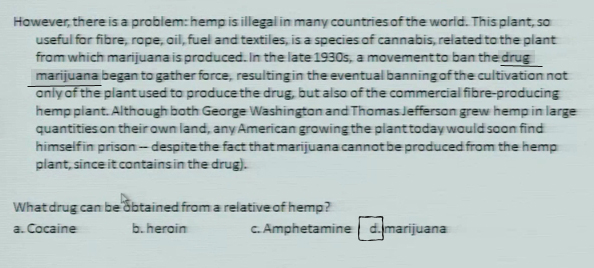 However, there is a problem: hemp is illegal in many countries of the world. This plant, so
useful for fibre, rope, oil, fuel and textiles, is a species of cannabis, related to the plant
from which marijuana is produced. In the late 1930s, a movement to ban the drug
marijuana began to gather force, resulting in the eventual banning of the cultivation not
only of the plant used to produce the drug, but also of the commercial fibre-producing
hemp plant. Although both George Washington and Thomas Jefferson grew hemp in large
quantities on their own land, any American growing the plant today would soon find
himself in prison – despite the fact that marijuana cannot be produced from the hemp
plant, since it contains in the drug).
What drug can be obtained from a relative of hemp?
a. Cocaine b. heroin c. Amphetamine d. marijuana